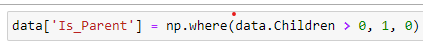 data['Is_Parent'] = np.where(data.Children > 0, 1, 0)